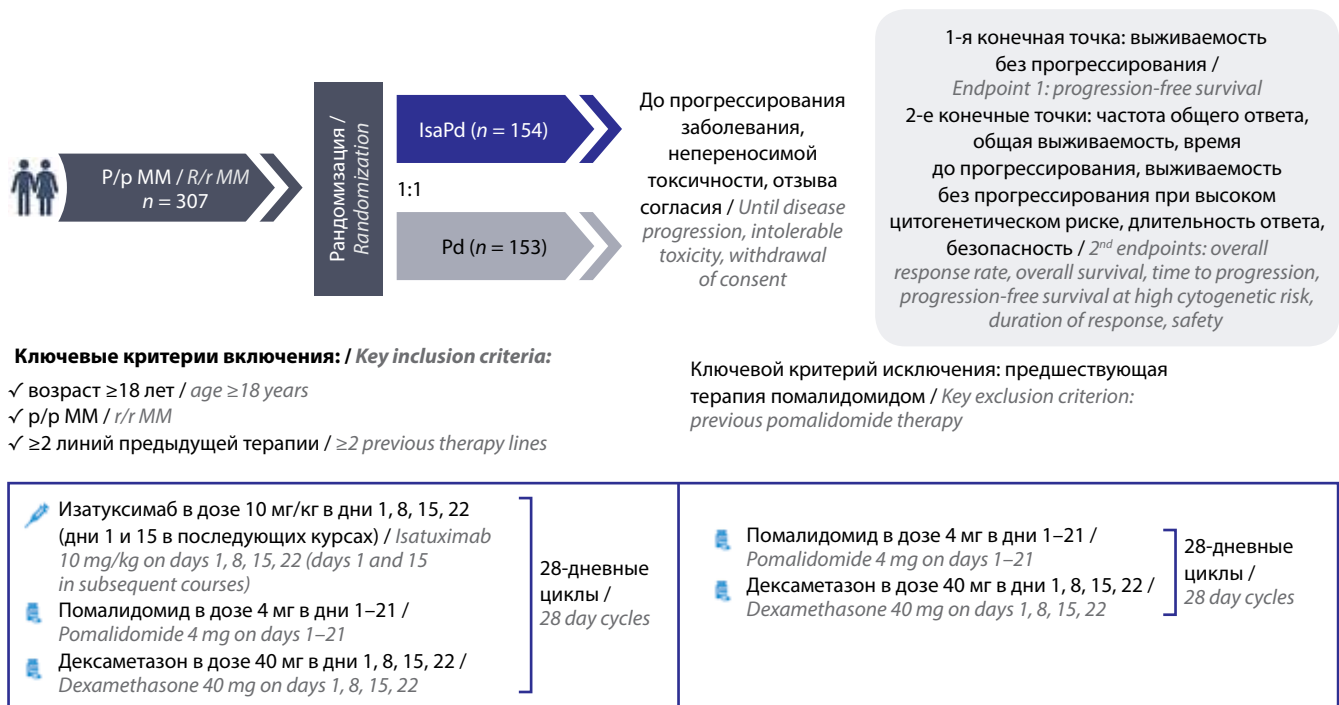 Р/р ММ / R/r MM
n = 307
Рандомизация /
Randomization
IsaPd (n = 154)
1:1
Pd (n = 153)
До прогрессирования
заболевания,
непереносимой
токсичности, отзыва
согласия / Until disease
progression, intolerable
toxicity, withdrawal
of consent
1-я конечная точка: выживаемость
без прогрессирования /
Endpoint 1: progression-free survival
2-е конечные точки: частота общего ответа,
общая выживаемость, время
до прогрессирования, выживаемость
без прогрессирования при высоком
цитогенетическом риске, длительность ответа,
безопасность / 2nd endpoints: overall
response rate, overall survival, time to progression,
progression-free survival at high cytogenetic risk,
duration of response, safety
Ключевые критерии включения: / Key inclusion criteria:
✓ возраст ≥18 лет / age ≥18 years
✓ р/р ММ / r/r MM
✓ ≥2 линий предыдущей терапии / ≥2 previous therapy lines
Ключевой критерий исключения: предшествующая
терапия помалидомидом / Key exclusion criterion:
previous pomalidomide therapy
Изатуксимаб в дозе 10 мг/кг в дни 1, 8, 15, 22
(дни 1 и 15 в последующих курсах) / Isatuximab
10 mg/kg on days 1, 8, 15, 22 (days 1 and 15
in subsequent courses)
Помалидомид в дозе 4 мг в дни 1–21 /
Pomalidomide 4 mg on days 1–21
Дексаметазон в дозе 40 мг в дни 1, 8, 15, 22 /
Dexamethasone 40 mg on days 1, 8, 15, 22
28-дневные
циклы /
28 day cycles
Помалидомид в дозе 4 мг в дни 1–21 /
Pomalidomide 4 mg on days 1–21
Дексаметазон в дозе 40 мг в дни 1, 8, 15, 22 /
Dexamethasone 40 mg on days 1, 8, 15, 22
28-дневные
циклы /
28 day cycles